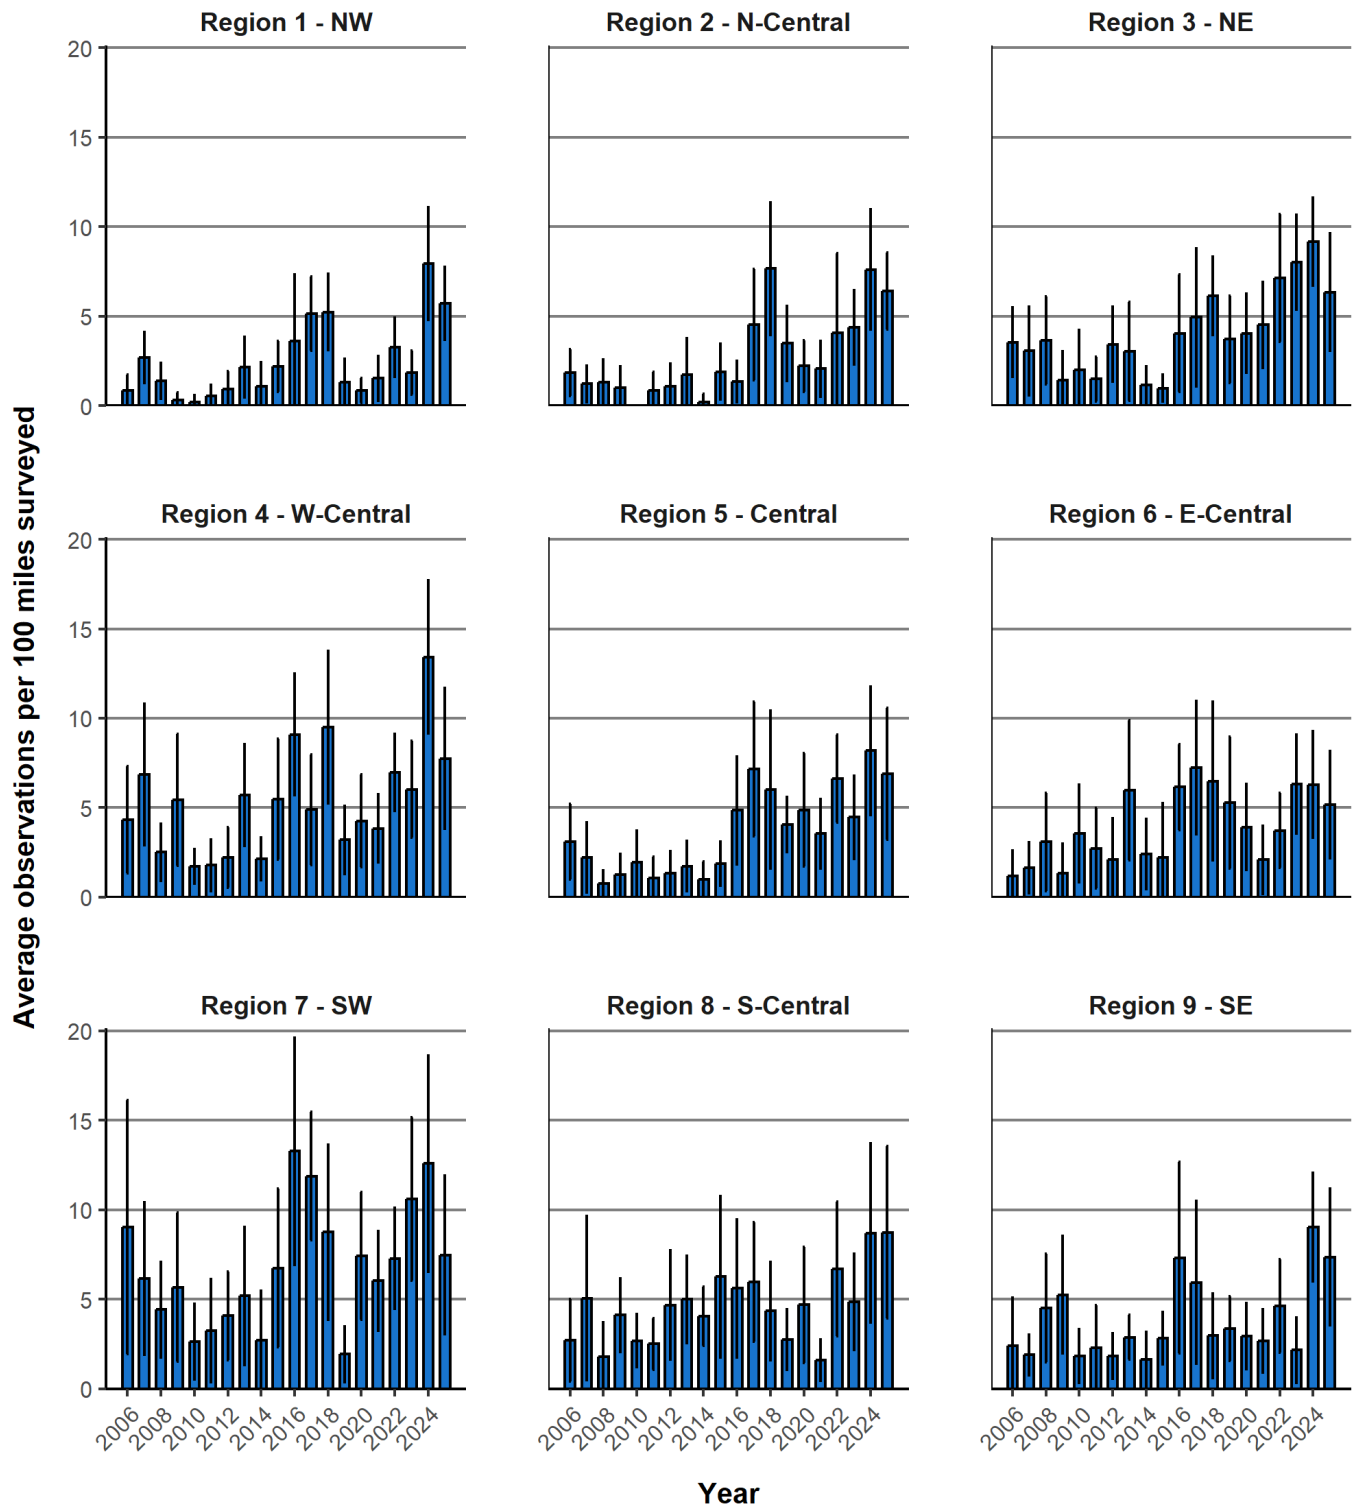 Region 1 - NW
Region 2 - N-Central
Region 3 - NE
20
15
10
5
0
Region 4 - W-Central
Region 5 - Central
Region 6 - E-Central
20
15
10
5
0
Region 7 - SW
Region 8 - S-Central
Region 9 - SE
20
15
10
5
0
2006 2008 2010 2012 2014 2016 2018 2020 2022 2024
2006 2008 2010 2012 2014 2016 2018 2020 2022 2024
2006 2008 2010 2012 2014 2016 2018 2020 2022 2024
Average observations per 100 miles surveyed
Year